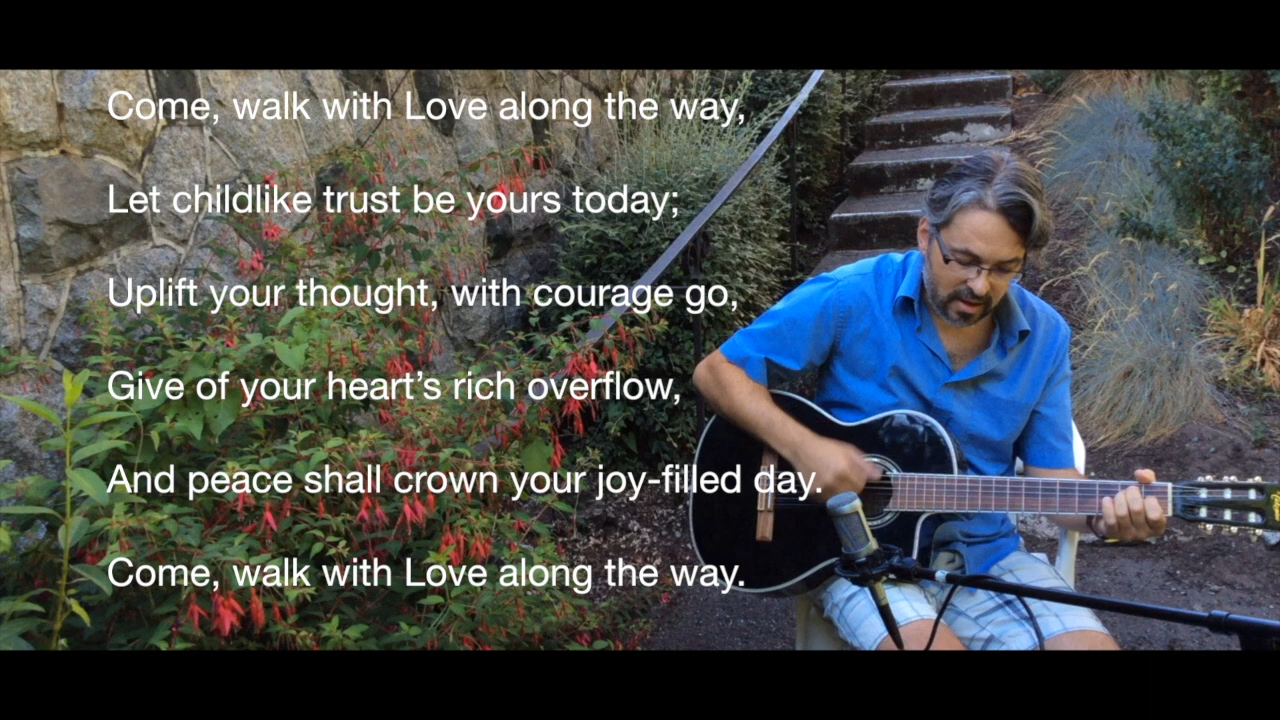 Come, walk with Love along the way,
Let childlike trust be yours today;
Uplift your thought, with courage go,
Give of your heart’s rich overflow,
And peace shall crown your joy-filled day.
Come, walk with Love along the way.